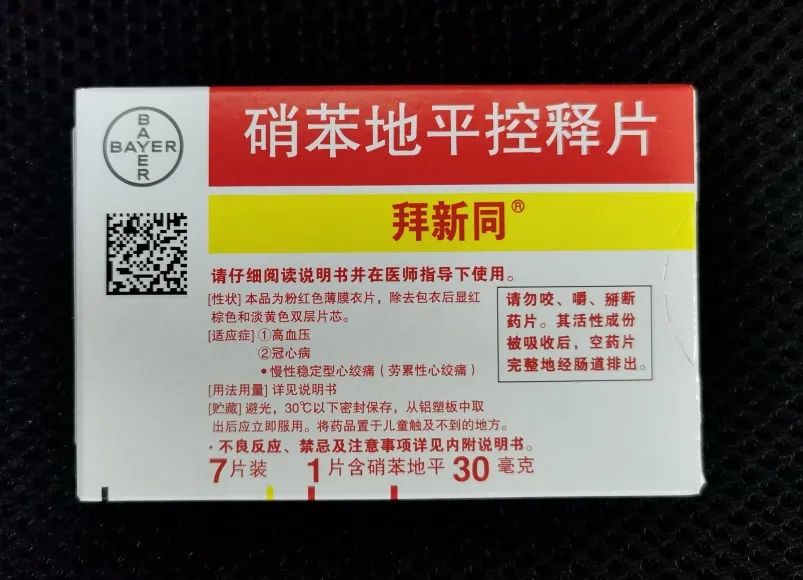 BAYER
BAYER
硝苯地平控释片
拜新同®
请仔细阅读说明书并在医师指导下使用。
[性状] 本品为粉红色薄膜衣片，除去包衣后显红
棕色和淡黄色双层片芯。
[适应症] ①高血压
②冠心病
• 慢性稳定型心绞痛（劳累性心绞痛）
[用法用量] 详见说明书
[贮藏] 避光，30℃以下密封保存，从铝塑板中取
出后应立即服用。将药品置于儿童触及不到的地方。
• 不良反应、禁忌及注意事项详见内附说明书。
请勿咬、嚼、掰断
药片。其活性成份
被吸收后，空药片
完整地经肠道排出。
7片装 1片含硝苯地平 30 毫克